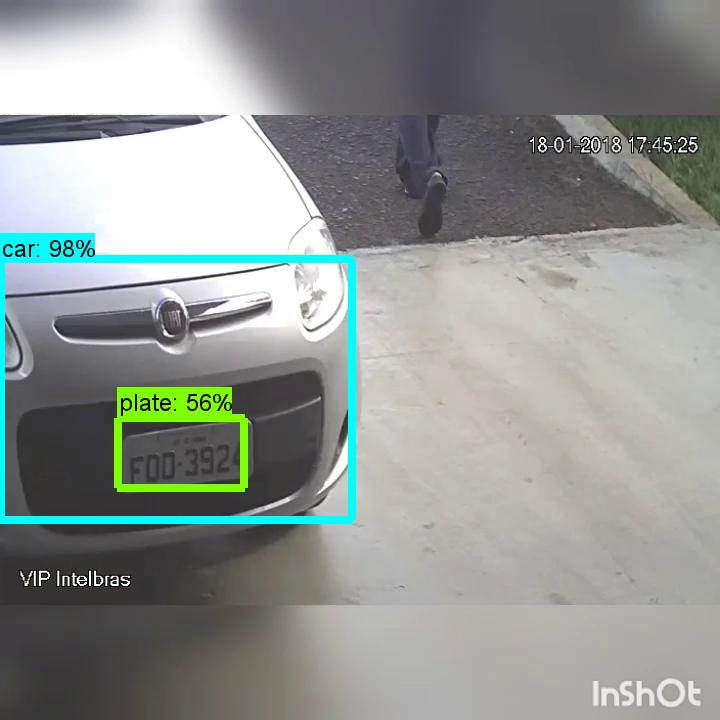 18-01-2018 17:45:25
car: 98%
plate: 56%
FOO·3924
VIP Intelbras
InShOt